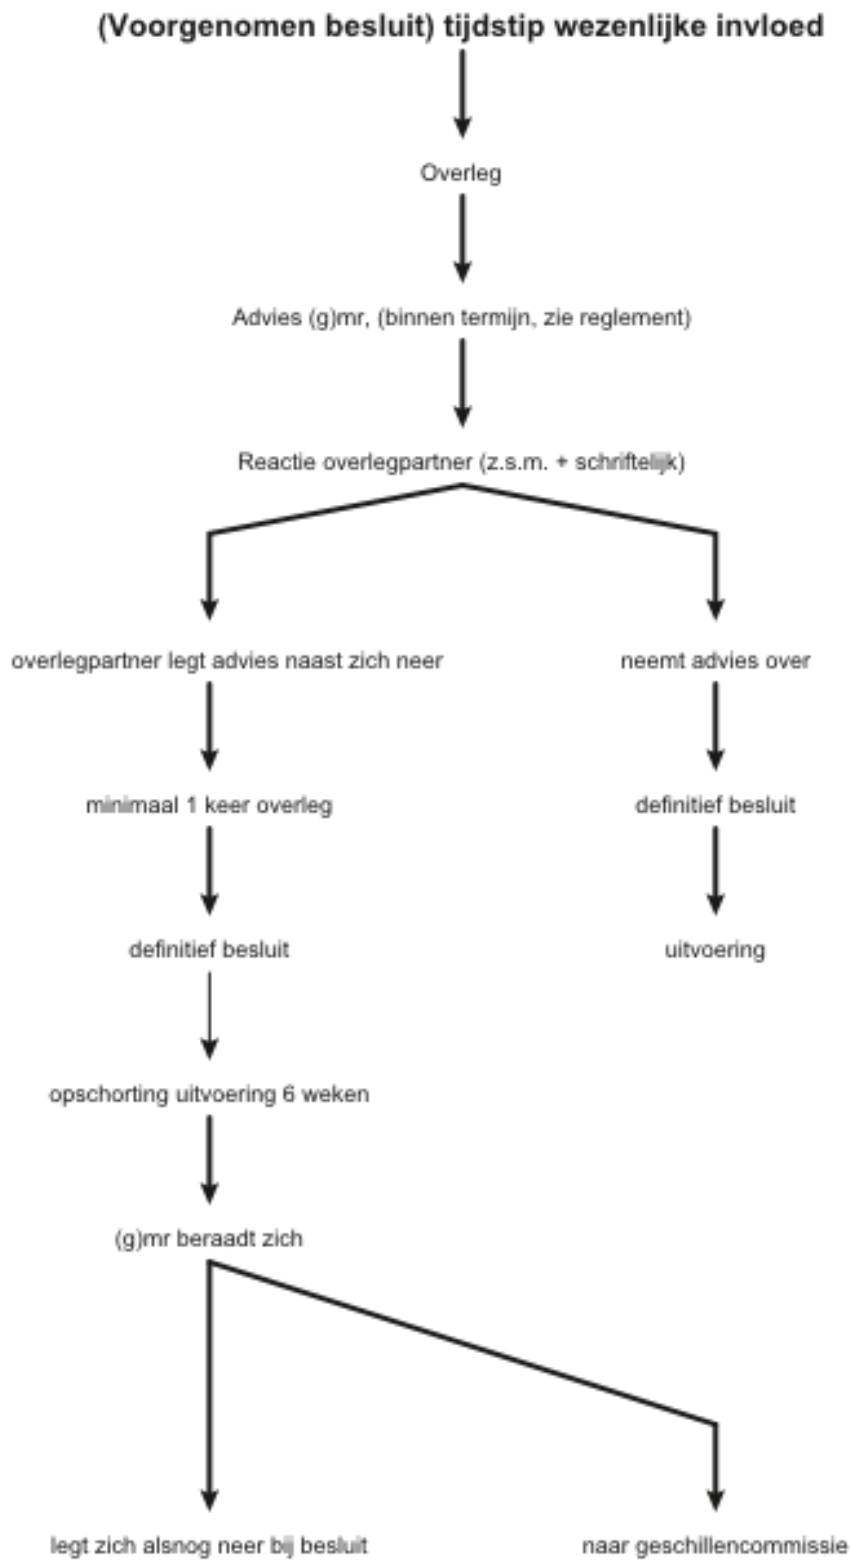 (Voorgenomen besluit) tijdstip wezenlijke invloed
Overleg
Advies (g)mr, (binnen termijn, zie reglement)
Reactie overlegpartner (z.s.m. + schriftelijk)
overlegpartner legt advies naast zich neer
neemt advies over
minimaal 1 keer overleg
definitief besluit
definitief besluit
uitvoering
opschorting uitvoering 6 weken
(g)mr beraadt zich
legt zich alsnog neer bij besluit
naar geschillencommissie